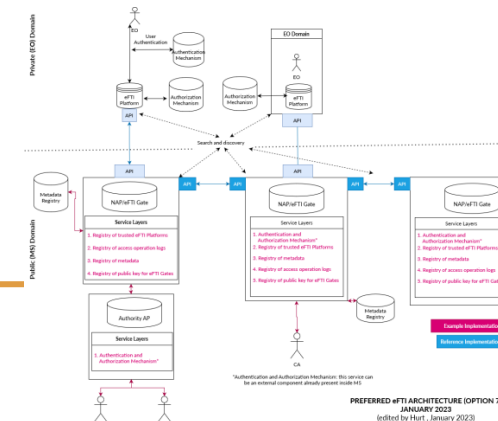 Private (EO) Domain
EO
User
Authentication
Authentication
Mechanism
eFTI
Platform
Authorization
Mechanism
API
EO Domain
EO
Authorization
Mechanism
eFTI
Platform
API
Search and discovery
Public (MS) Domain
Metadata
Registry
API
NAP/eFTI Gate
Service Layers
1. Registry of trusted eFTI Platforms
2. Registry of access operation logs
3. Registry of metadata
4. Registry of public key for eFTI Gates
API
API
API
NAP/eFTI Gate
Service Layers
1. Authentication and
Authorization Mechanism*
2. Registry of trusted eFTI Platforms
3. Registry of metadata
4. Registry of access operation logs
5. Registry of public key for eFTI Gates
API
API
NAP/eFTI Gate
Service Layers
1. Authentication and
Authorization Mechanism*
2. Registry of trusted eFTI Platforms
3. Registry of metadata
4. Registry of access operation logs
5. Registry of public key for eFTI Gat
Authority AP
Service Layers
1. Authentication and
Authorization Mechanism*
Metadata
Registry
CA
Example Implementatio
Reference Implementatio
*Authentication and Authorization Mechanism: this service can
be an external component already present inside MS
PREFERRED eFTI ARCHITECTURE (OPTION 7
JANUARY 2023
(edited by Hurt , January 2023)